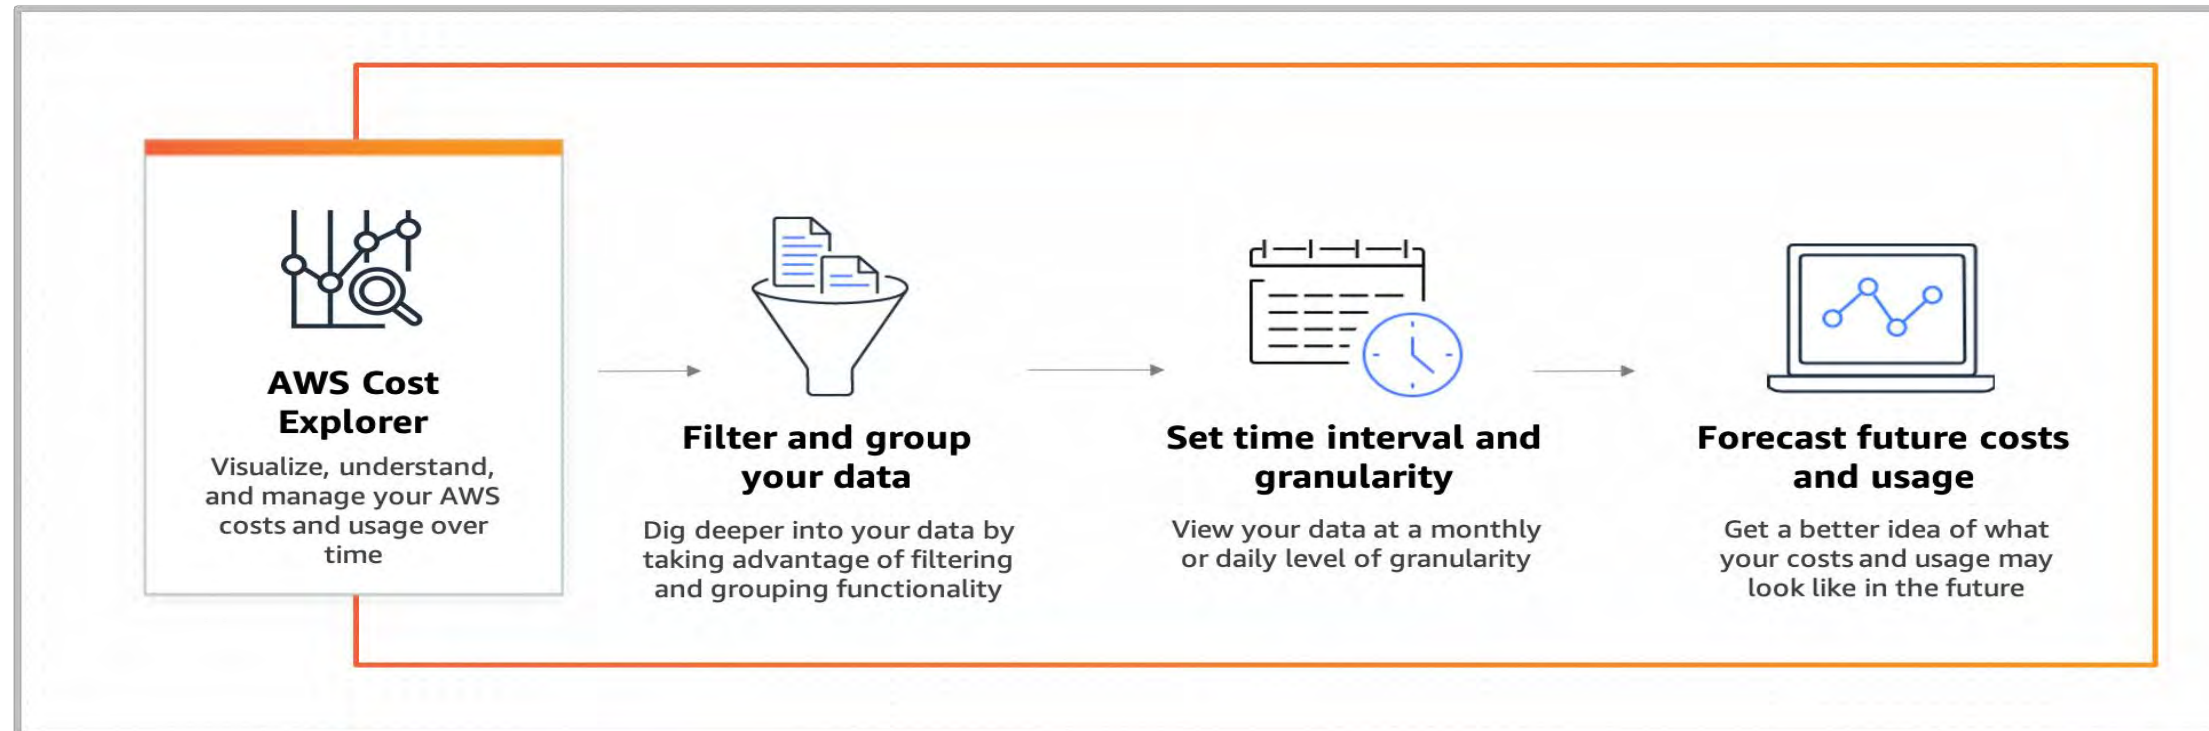 AWS Cost
Explorer
Visualize, understand,
and manage your AWS
costs and usage over
time
Filter and group
your data
Dig deeper into your data by
taking advantage of filtering
and grouping functionality
Set time interval and
granularity
View your data at a monthly
or daily level of granularity
Forecast future costs
and usage
Get a better idea of what
your costs and usage may
look like in the future